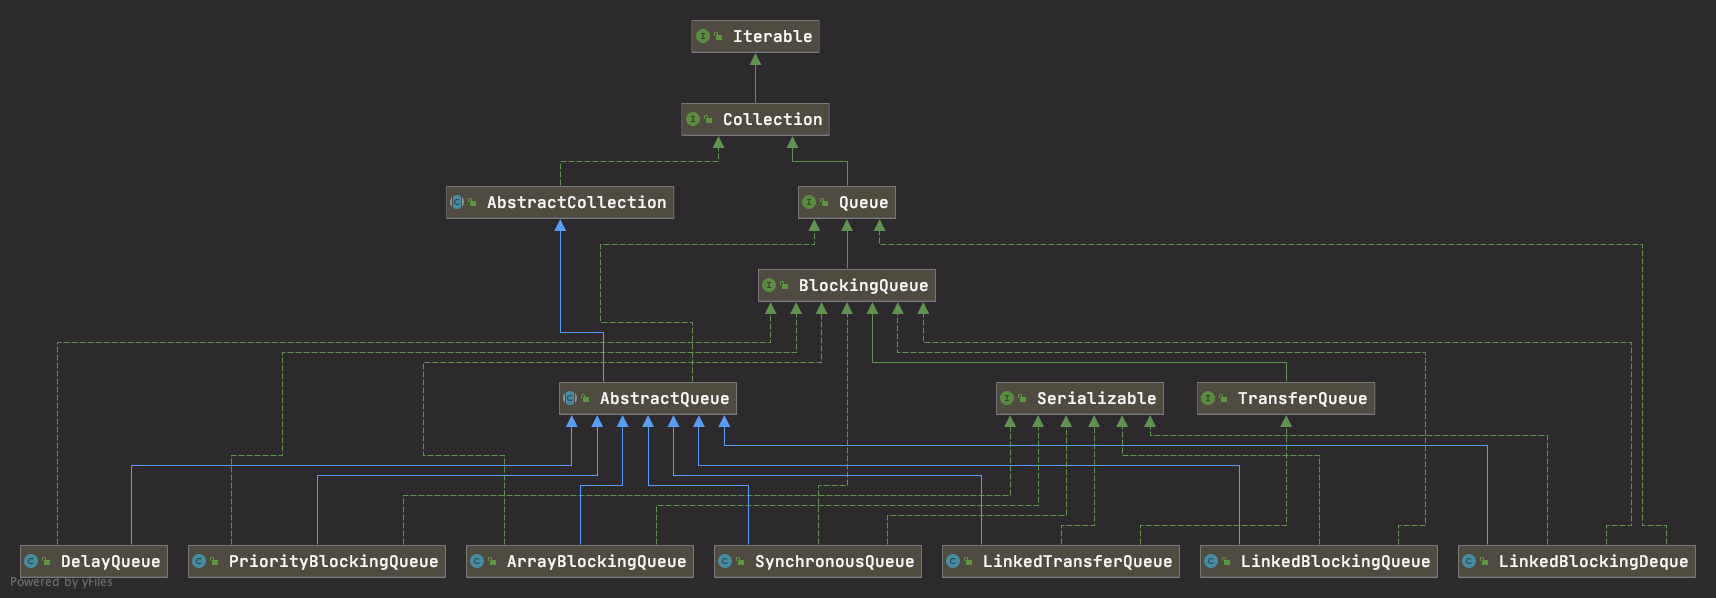 Iterable
Collection
AbstractCollection
Queue
BlockingQueue
AbstractQueue
Serializable
TransferQueue
DelayQueue
PriorityBlockingQueue
ArrayBlockingQueue
SynchronousQueue
LinkedTransferQueue
LinkedBlockingQueue
LinkedBlockingDeque
Powered by yFiles